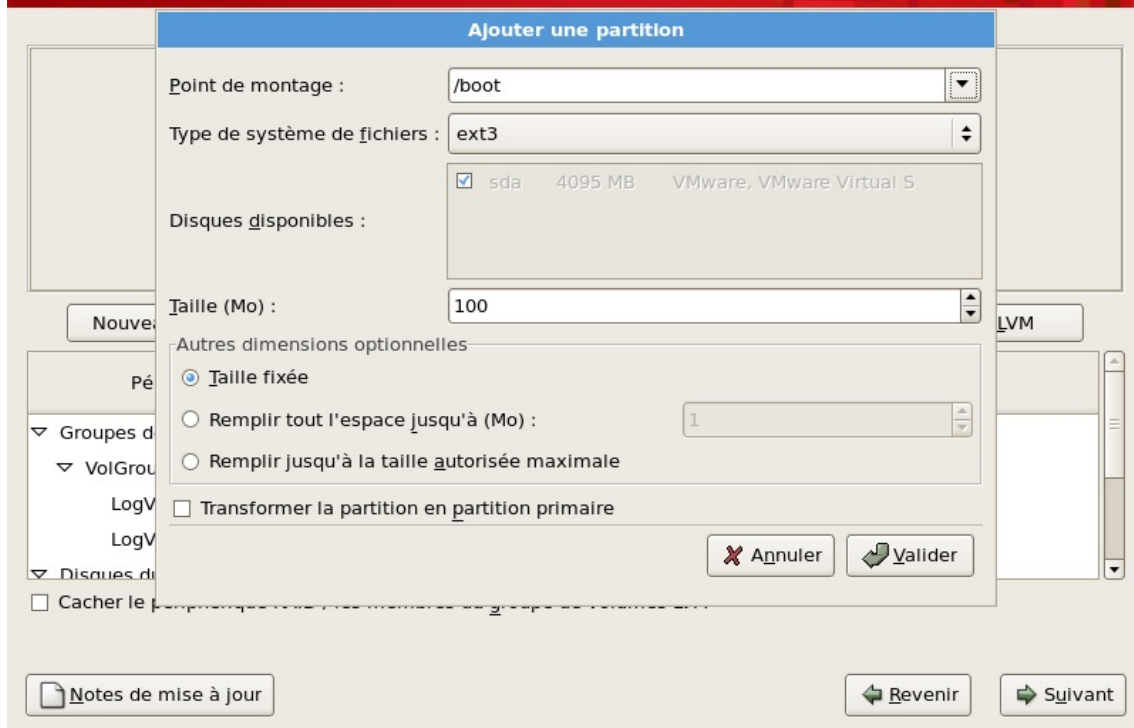 Ajouter une partition
Point de montage :
/boot
Type de système de fichiers :
ext3
sda 4095 MB VMware, VMware Virtual S
Disques disponibles :
Taille (Mo) :
100
Nouve
LVM
Autres dimensions optionnelles
Pé
Taille fixée
Remplir tout l'espace jusqu'à (Mo) :
1
Groupes d
Remplir jusqu'à la taille autorisée maximale
VolGrou
LogV
Transformer la partition en partition primaire
LogV
Annuler
Valider
Disques d
Cacher le
Notes de mise à jour
Revenir
Suivant